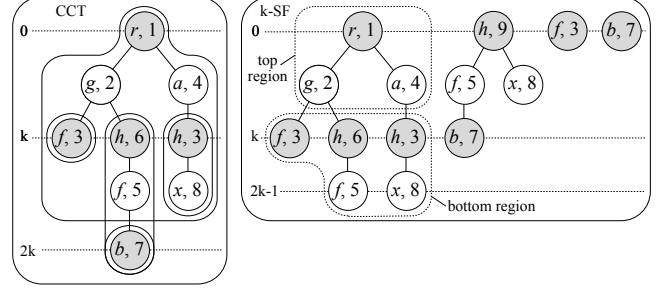 CCT
0
r, 1
g, 2
a, 4
k
f, 3
h, 6
h, 3
f, 5
x, 8
2k
b, 7
k-SF
0
r, 1
h, 9
f, 3
b, 7
top
region
g, 2
a, 4
f, 5
x, 8
k
f, 3
h, 6
h, 3
b, 7
2k-1
f, 5
x, 8
bottom region